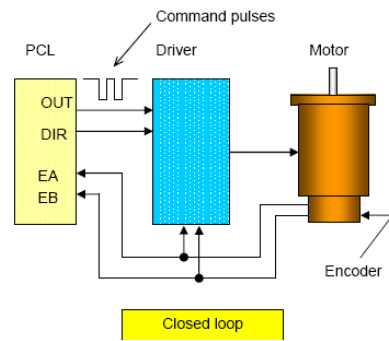 Command pulses
PCL
Driver
Motor
OUT
DIR
EA
EB
Encoder
Closed loop